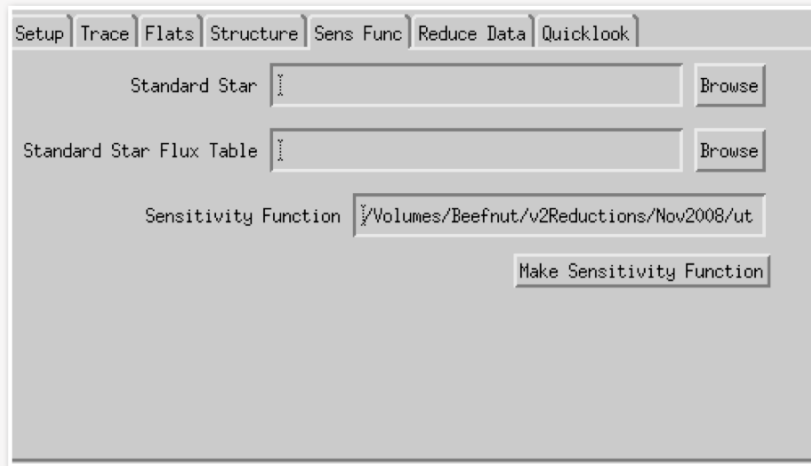 Setup Trace Flats Structure Sens Func Reduce Data Quicklook
Standard Star Browse
Standard Star Flux Table Browse
Sensitivity Function /Volumes/Beefnut/v2Reductions/Nov2008/ut
Make Sensitivity Function